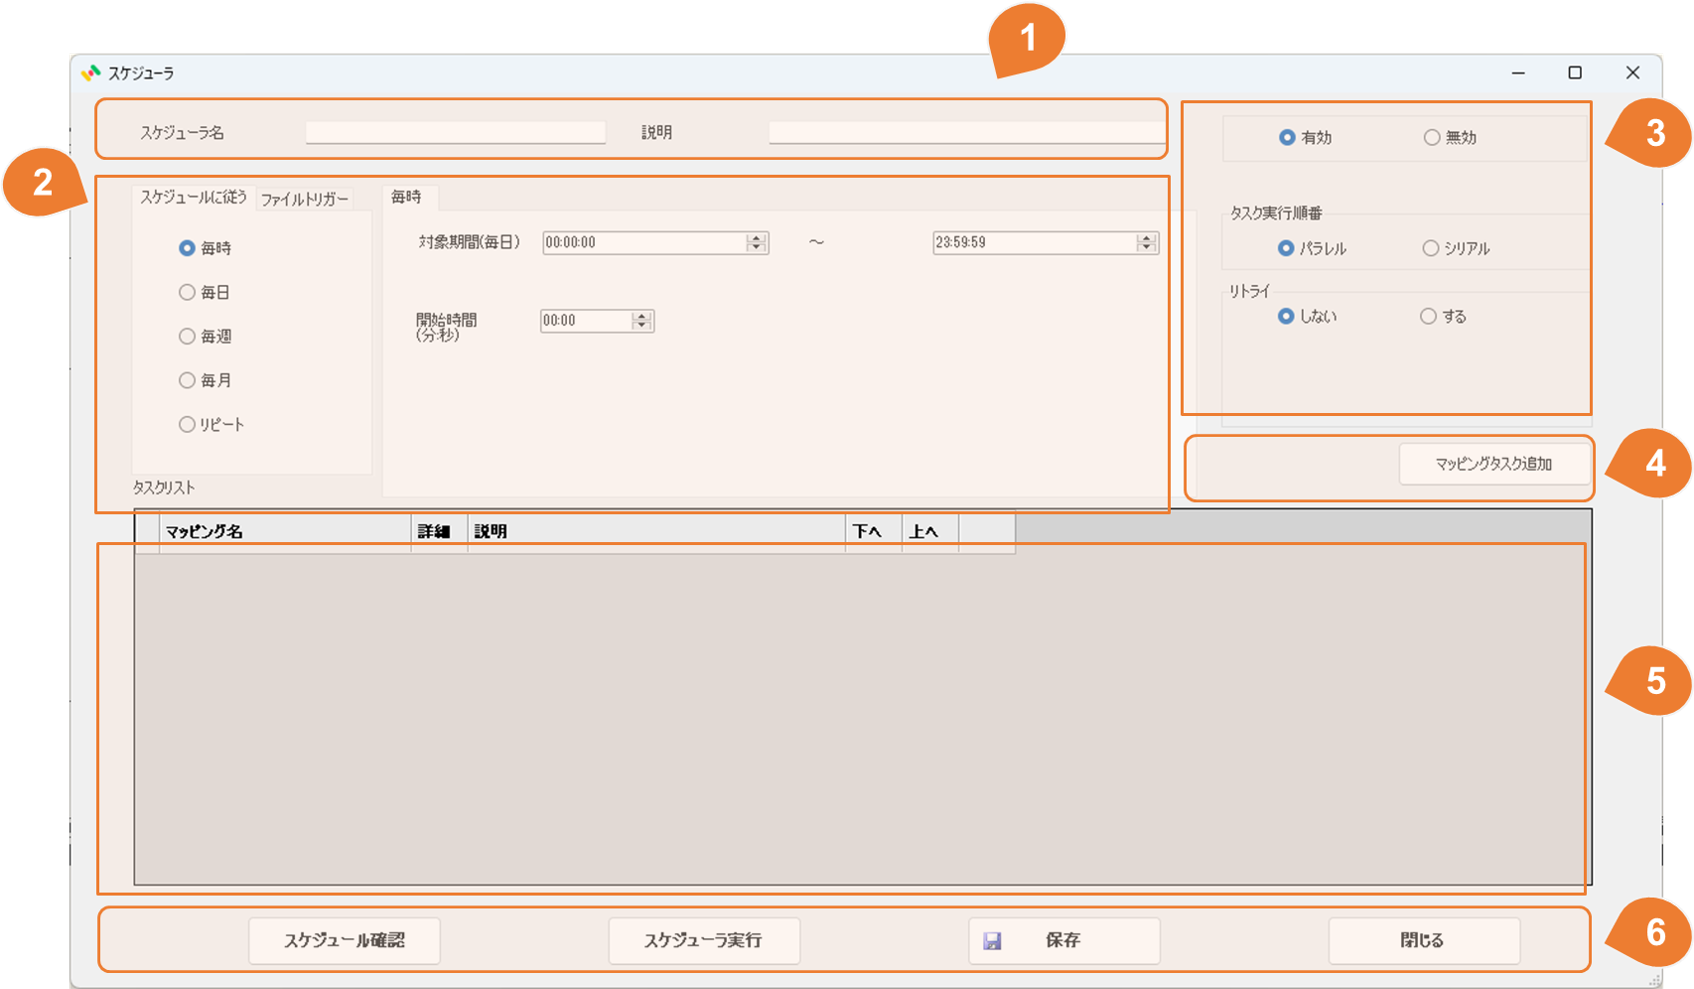 1
スケジューラ
スケジューラ名
説明
3
有効
無効
2
スケジュールに従う
ファイルトリガー
毎時
タスク実行順番
パラレル
シリアル
毎時
対象期間(毎日)
00:00:00
～
23:59:59
毎日
リトライ
しない
する
毎週
開始時間
(分:秒)
00:00
毎月
リピート
4
マッピングタスク追加
タスクリスト
マッピング名
詳細
説明
下へ
上へ
5
6
スケジュール確認
スケジューラ実行
保存
閉じる